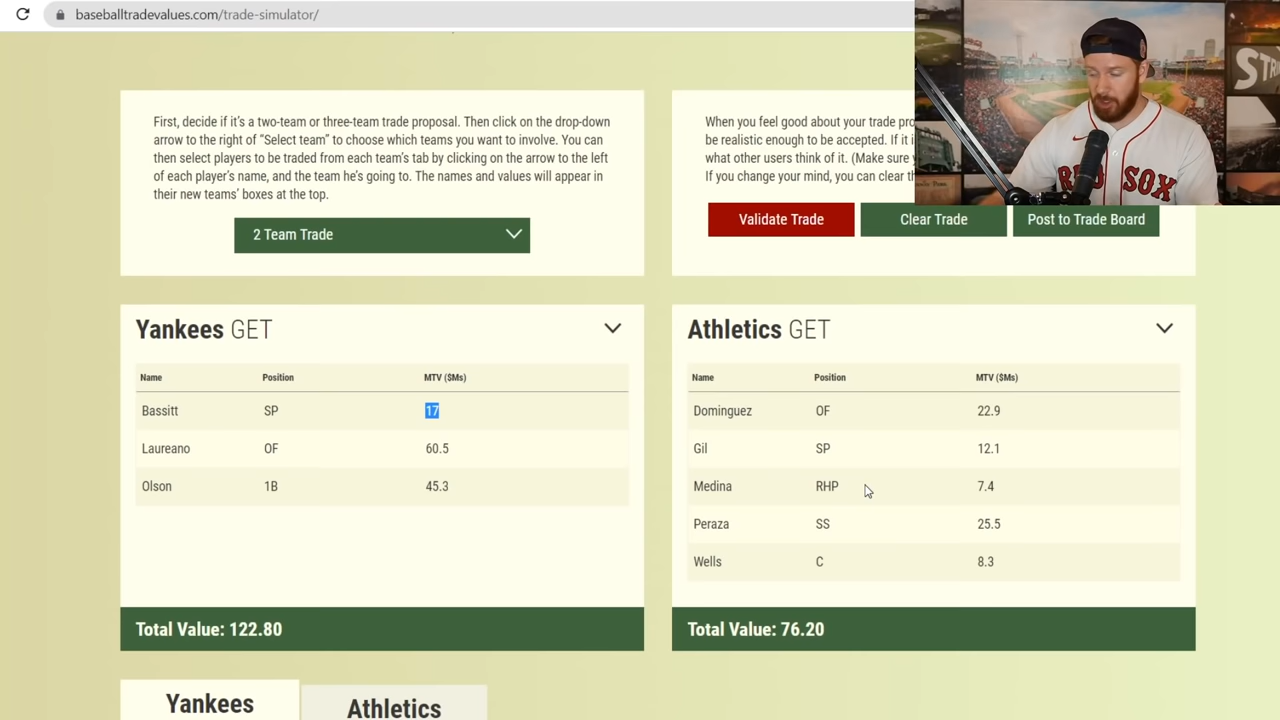 baseballtradevalues.com/trade-simulator/
First, decide if it's a two-team or three-team trade proposal. Then click on the drop-down
arrow to the right of “Select team” to choose which teams you want to involve. You can
then select players to be traded from each team's tab by clicking on the arrow to the left
of each player's name, and the team he's going to. The names and values will appear in
their new teams' boxes at the top.
2 Team Trade
When you feel good about your trade pro
be realistic enough to be accepted. If it i
what other users think of it. (Make sure
If you change your mind, you can clear th
Validate Trade
Clear Trade
Post to Trade Board
RED SOX
Yankees GET
Name Position MTV ($Ms)
Bassitt SP 17
Laureano OF 60.5
Olson 1B 45.3
Total Value: 122.80
Athletics GET
Name Position MTV ($Ms)
Dominguez OF 22.9
Gil SP 12.1
Medina RHP 7.4
Peraza SS 25.5
Wells C 8.3
Total Value: 76.20
Yankees
Athletics